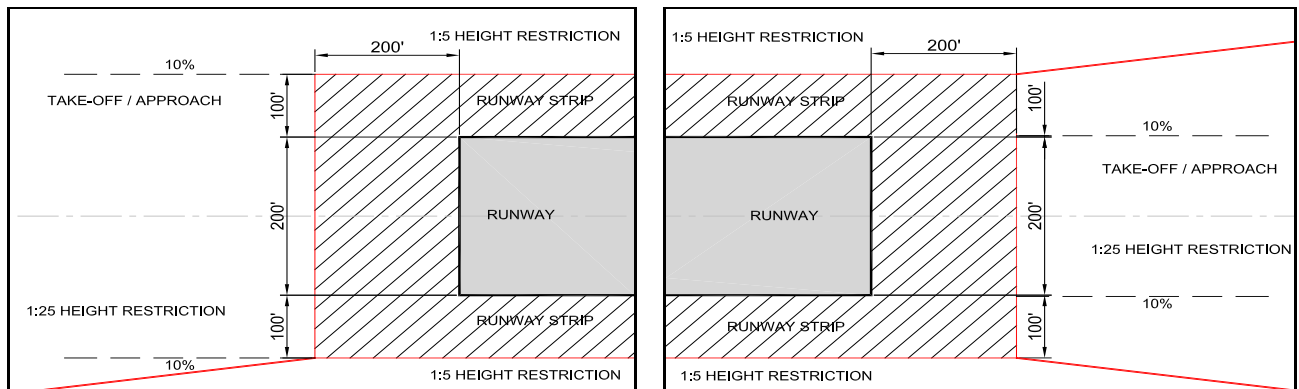 1:5 HEIGHT RESTRICTION
200'
10%
TAKE-OFF / APPROACH
100'
RUNWAY STRIP
200'
RUNWAY
1:25 HEIGHT RESTRICTION
100'
RUNWAY STRIP
10%
1:5 HEIGHT RESTRICTION
1:5 HEIGHT RESTRICTION
200'
RUNWAY STRIP
100'
10%
TAKE-OFF / APPROACH
RUNWAY
200'
1:25 HEIGHT RESTRICTION
10%
RUNWAY STRIP
100'
1:5 HEIGHT RESTRICTION